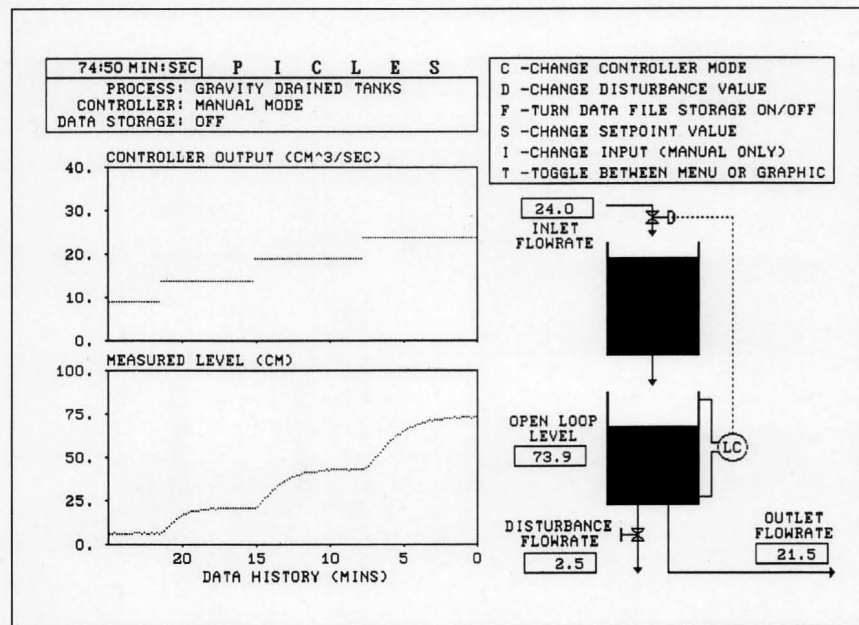 74:50 MIN:SEC
P I C L E S
PROCESS: GRAVITY DRAINED TANKS
CONTROLLER: MANUAL MODE
DATA STORAGE: OFF
C -CHANGE CONTROLLER MODE
D -CHANGE DISTURBANCE VALUE
F -TURN DATA FILE STORAGE ON/OFF
S -CHANGE SETPOINT VALUE
I -CHANGE INPUT (MANUAL ONLY)
T -TOGGLE BETWEEN MENU OR GRAPHIC
CONTROLLER OUTPUT (CM^3/SEC)
40.
30.
20.
10.
0.
MEASURED LEVEL (CM)
100.
75.
50.
25.
0.
20
15
10
5
0
DATA HISTORY (MINS)
24.0
INLET
FLOWRATE
OPEN LOOP
LEVEL
73.9
LC
DISTURBANCE
FLOWRATE
2.5
OUTLET
FLOWRATE
21.5